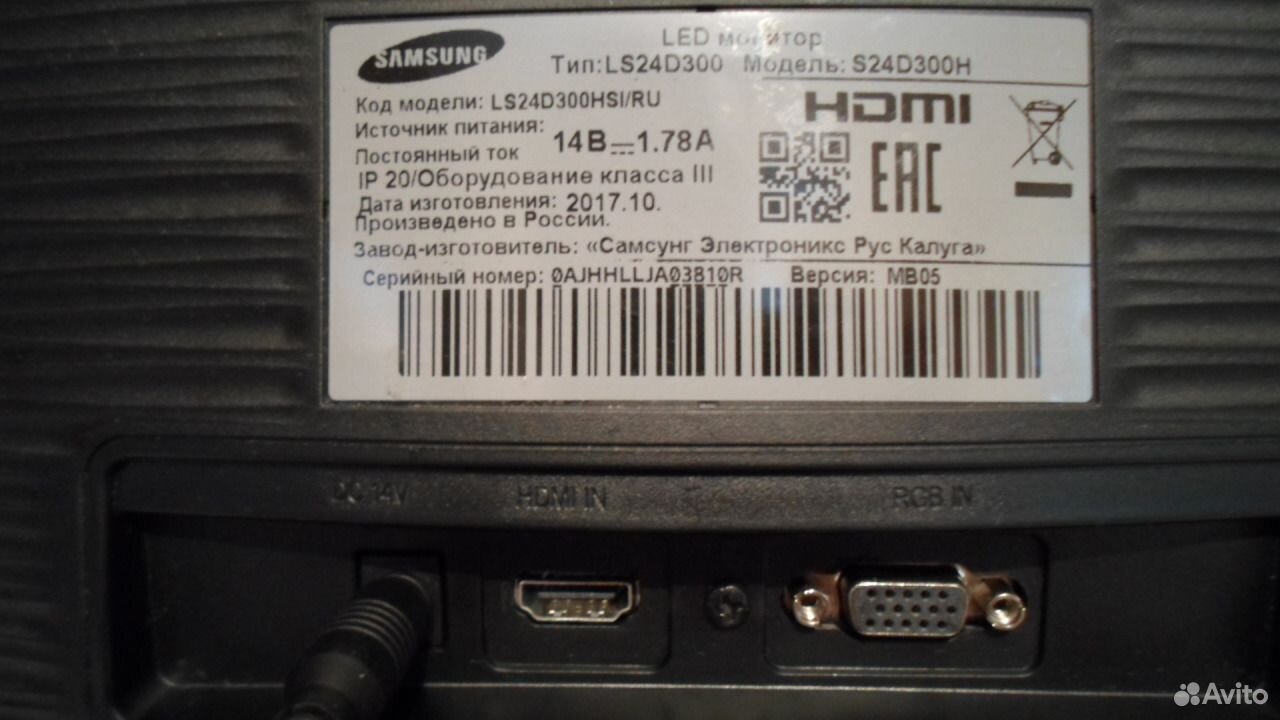 SAMSUNG
LED монитор
Тип:LS24D300 Модель: S24D300H
Код модели: LS24D300HSI/RU
HDMI
Источник питания:
Постоянный ток
14В 1.78А
EAC
IP 20/Оборудование класса III
Дата изготовления: 2017.10.
Произведено в России.
Завод-изготовитель: «Самсунг Электроникс Рус Калуга»
Серийный номер: 0AJHHLLJA03810R Версия: MB05
DC 14V HDMI IN RGB IN
Avito